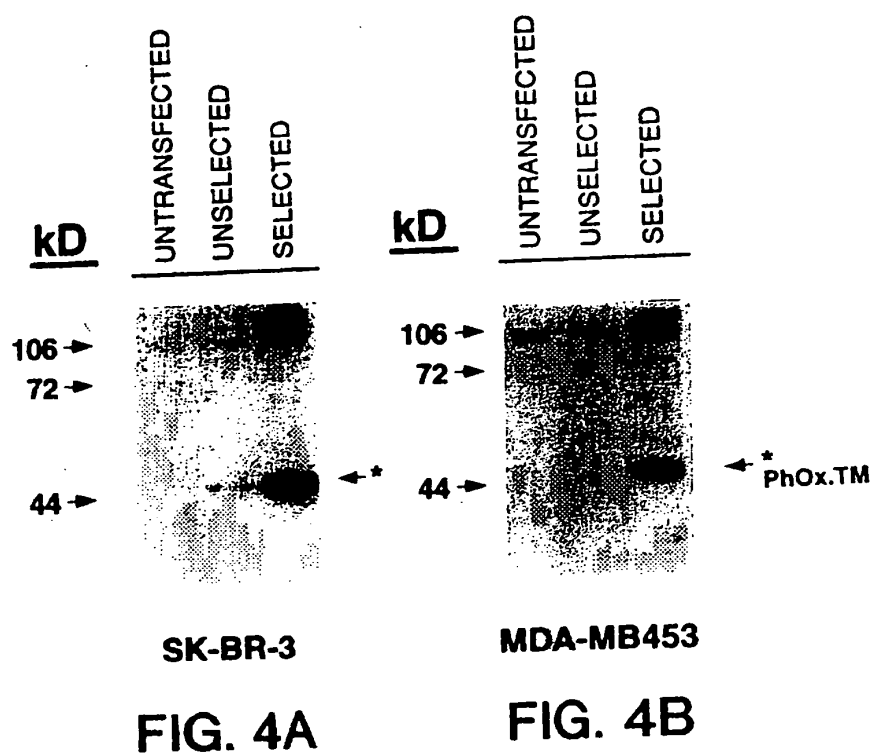 UNTRANSFECTED
UNSELECTED
SELECTED
kD
106
72
44
*
SK-BR-3
FIG. 4A
UNTRANSFECTED
UNSELECTED
SELECTED
kD
106
72
44
*
PhOx.TM
MDA-MB453
FIG. 4B